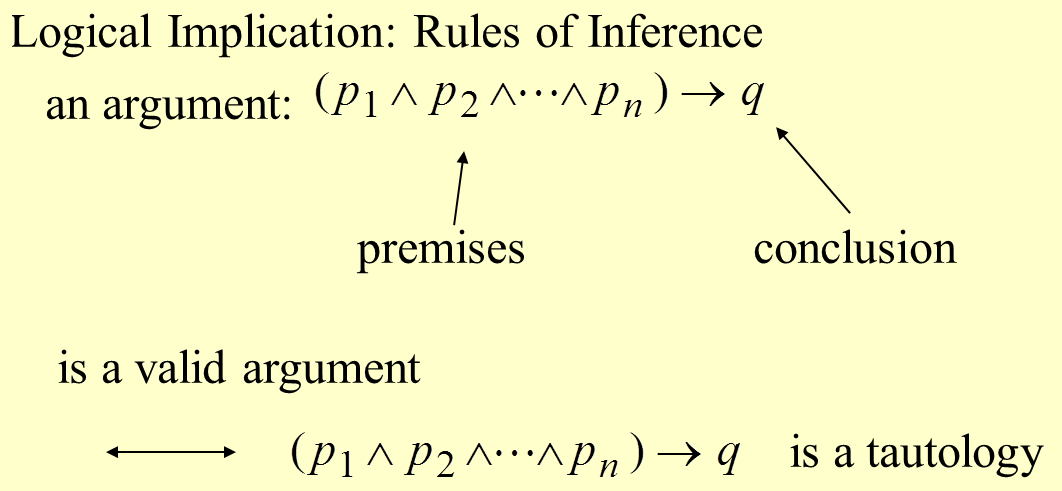 Logical Implication: Rules of Inference
an argument: (p₁ ∧ p₂ ∧⋯∧ pₙ) → q
premises conclusion
is a valid argument
↔ (p₁ ∧ p₂ ∧⋯∧ pₙ) → q is a tautology